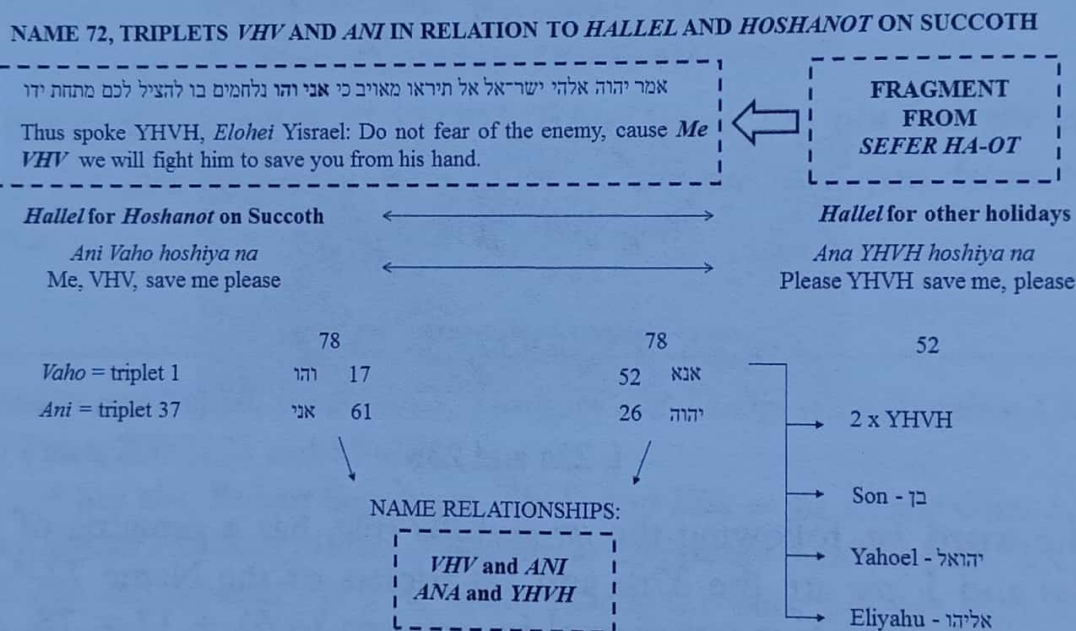 NAME 72, TRIPLETS VHV AND ANI IN RELATION TO HALLEL AND HOSHANOT ON SUCCOTH
אמר יהוה אלהי ישר־אל אל תיראו מאויב כי אני והו נלחמים בו להציל לכם מתחת ידו
Thus spoke YHVH, Elohei Yisrael: Do not fear of the enemy, cause Me
VHV we will fight him to save you from his hand.
FRAGMENT
FROM
SEFER HA-OT
Hallel for Hoshanot on Succoth
Hallel for other holidays
Ani Vaho hoshiya na
Ana YHVH hoshiya na
Me, VHV, save me please
Please YHVH save me, please
78
78
52
Vaho = triplet 1 והו 17
52 אנא
Ani = triplet 37 אני 61
26 יהוה
2 x YHVH
Son - בן
Yahoel - יהואל
Eliyahu - אליהו
NAME RELATIONSHIPS:
VHV and ANI
ANA and YHVH